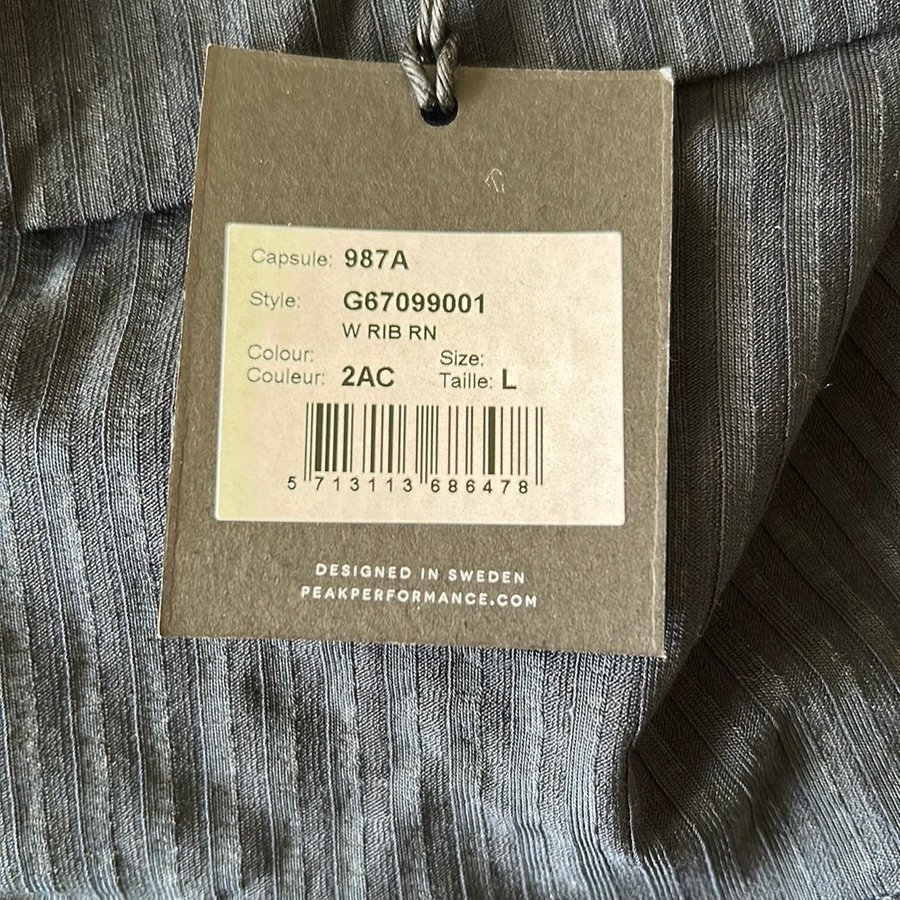 Capsule: 987A
Style: G67099001
W RIB RN
Colour: Size:
Couleur: 2AC Taille: L
5 713113 686478
DESIGNED IN SWEDEN
PEAKPERFORMANCE.COM